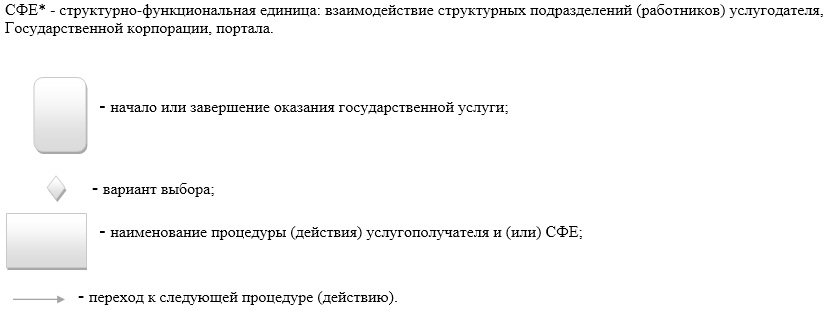 СФЕ* - структурно-функциональная единица: взаимодействие структурных подразделений (работников) услугодателя,
Государственной корпорации, портала.
- начало или завершение оказания государственной услуги;
- вариант выбора;
- наименование процедуры (действия) услугополучателя и (или) СФЕ;
- переход к следующей процедуре (действию).